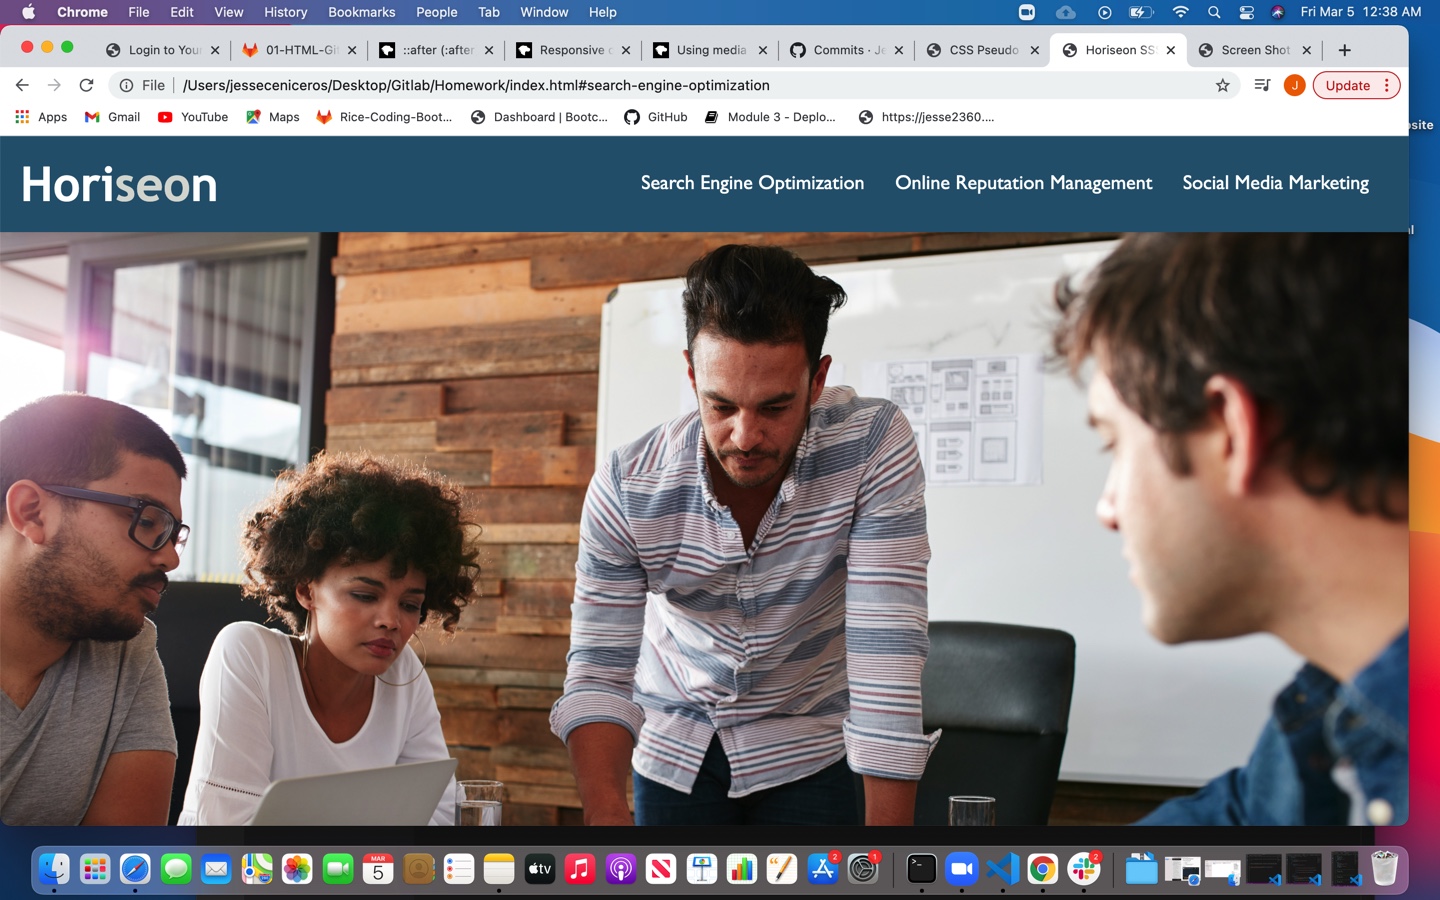 Chrome File Edit View History Bookmarks People Tab Window Help Fri Mar 5 12:38 AM
Login to You 01-HTML-Gi ::after (:after Responsive Using media Commits · Je CSS Pseudo Horiseon SS Screen Shot
File /Users/jesseceniceros/Desktop/Gitlab/Homework/index.html#search-engine-optimization J Update
Apps Gmail YouTube Maps Rice-Coding-Boot... Dashboard | Bootc... GitHub Module 3 - Deplo... https://jesse2360....
Horiseon
Search Engine Optimization Online Reputation Management Social Media Marketing
MAR
5
tv
2
1
2